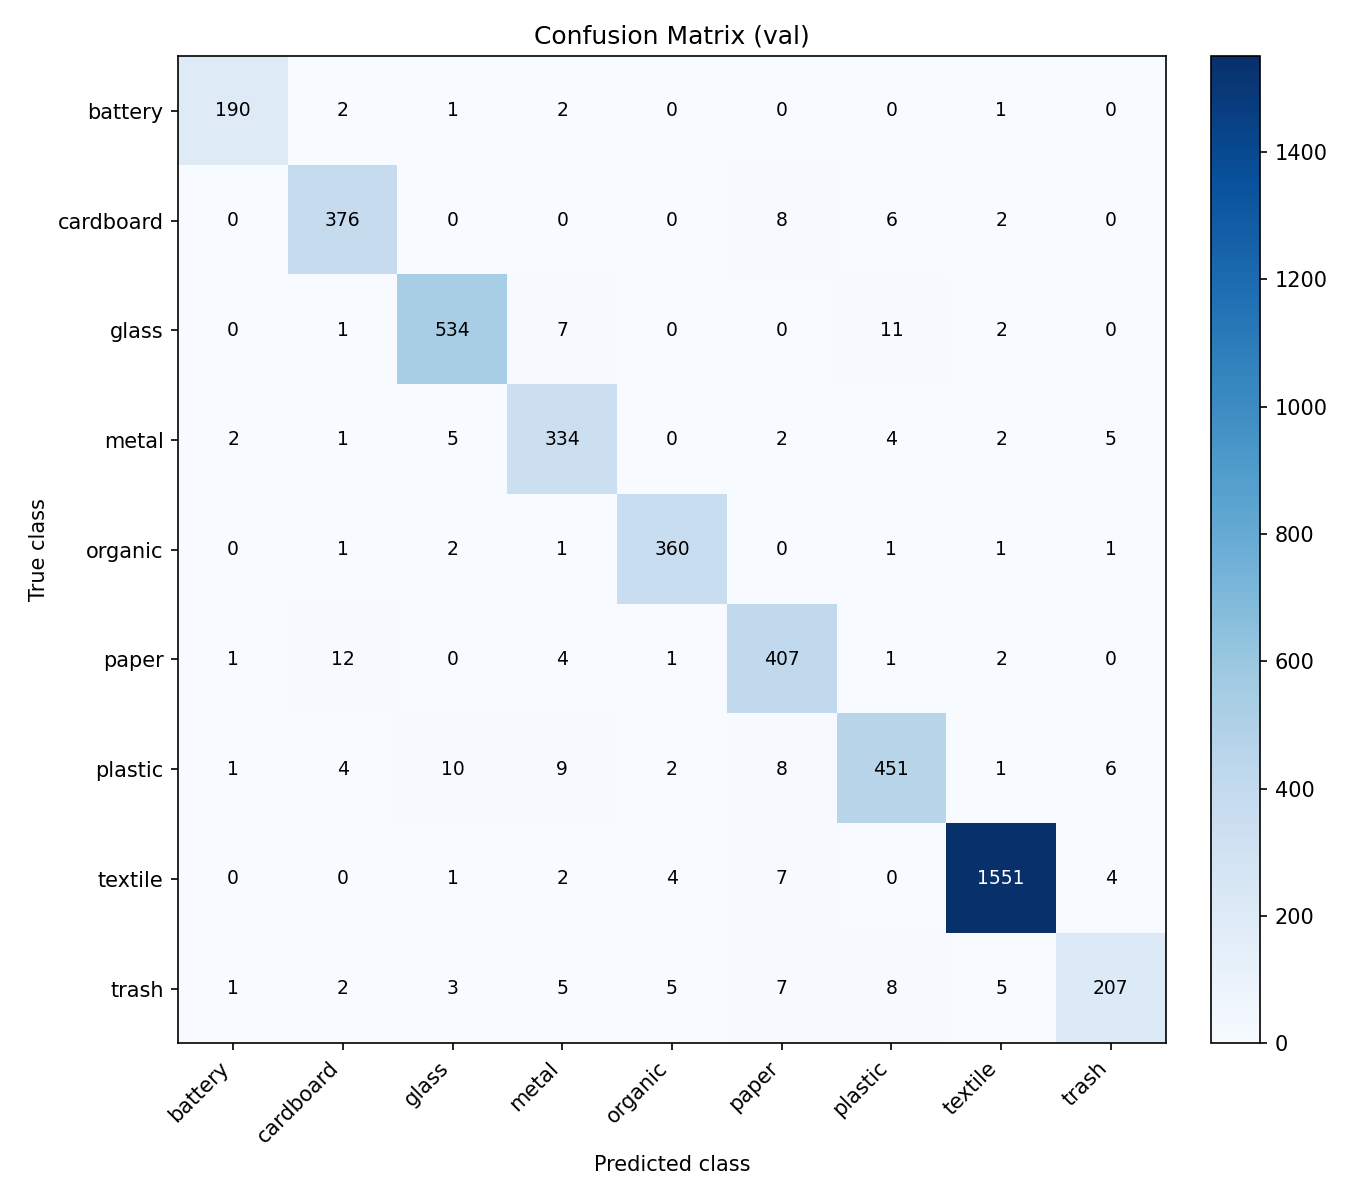 Confusion Matrix (val)
battery 190 2 1 2 0 0 0 1 0
cardboard 0 376 0 0 0 8 6 2 0
glass 0 1 534 7 0 0 11 2 0
metal 2 1 5 334 0 2 4 2 5
organic 0 1 2 1 360 0 1 1 1
paper 1 12 0 4 1 407 1 2 0
plastic 1 4 10 9 2 8 451 1 6
textile 0 0 1 2 4 7 0 1551 4
trash 1 2 3 5 5 7 8 5 207
battery cardboard glass metal organic paper plastic textile trash
Predicted class
True class
1400
1200
1000
800
600
400
200
0